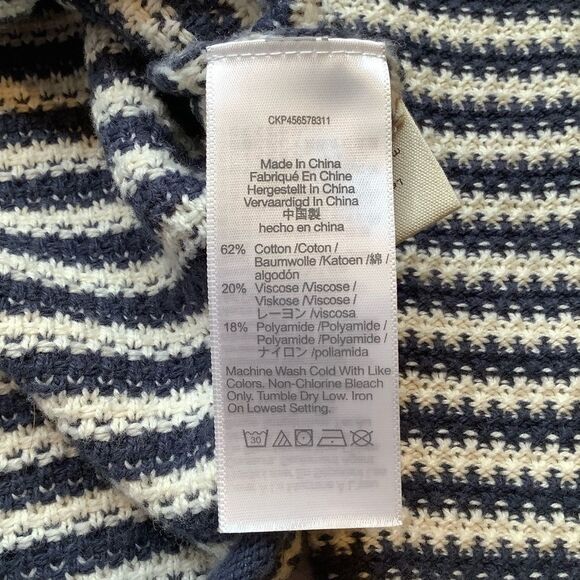 CKP456578311
Made In China
Fabriqué En Chine
Hergestellt In China
Vervaardigd In China
中国製
hecho en china
62% Cotton /Coton /
Baumwolle /Katoen /綿 /
algodón
20% Viscose /Viscose /
Viskose /Viscose /
レーヨン /viscosa
18% Polyamide /Polyamide /
Polyamide /Polyamide /
ナイロン /poliamida
Machine Wash Cold With Like
Colors. Non-Chlorine Bleach
Only. Tumble Dry Low. Iron
On Lowest Setting.
30